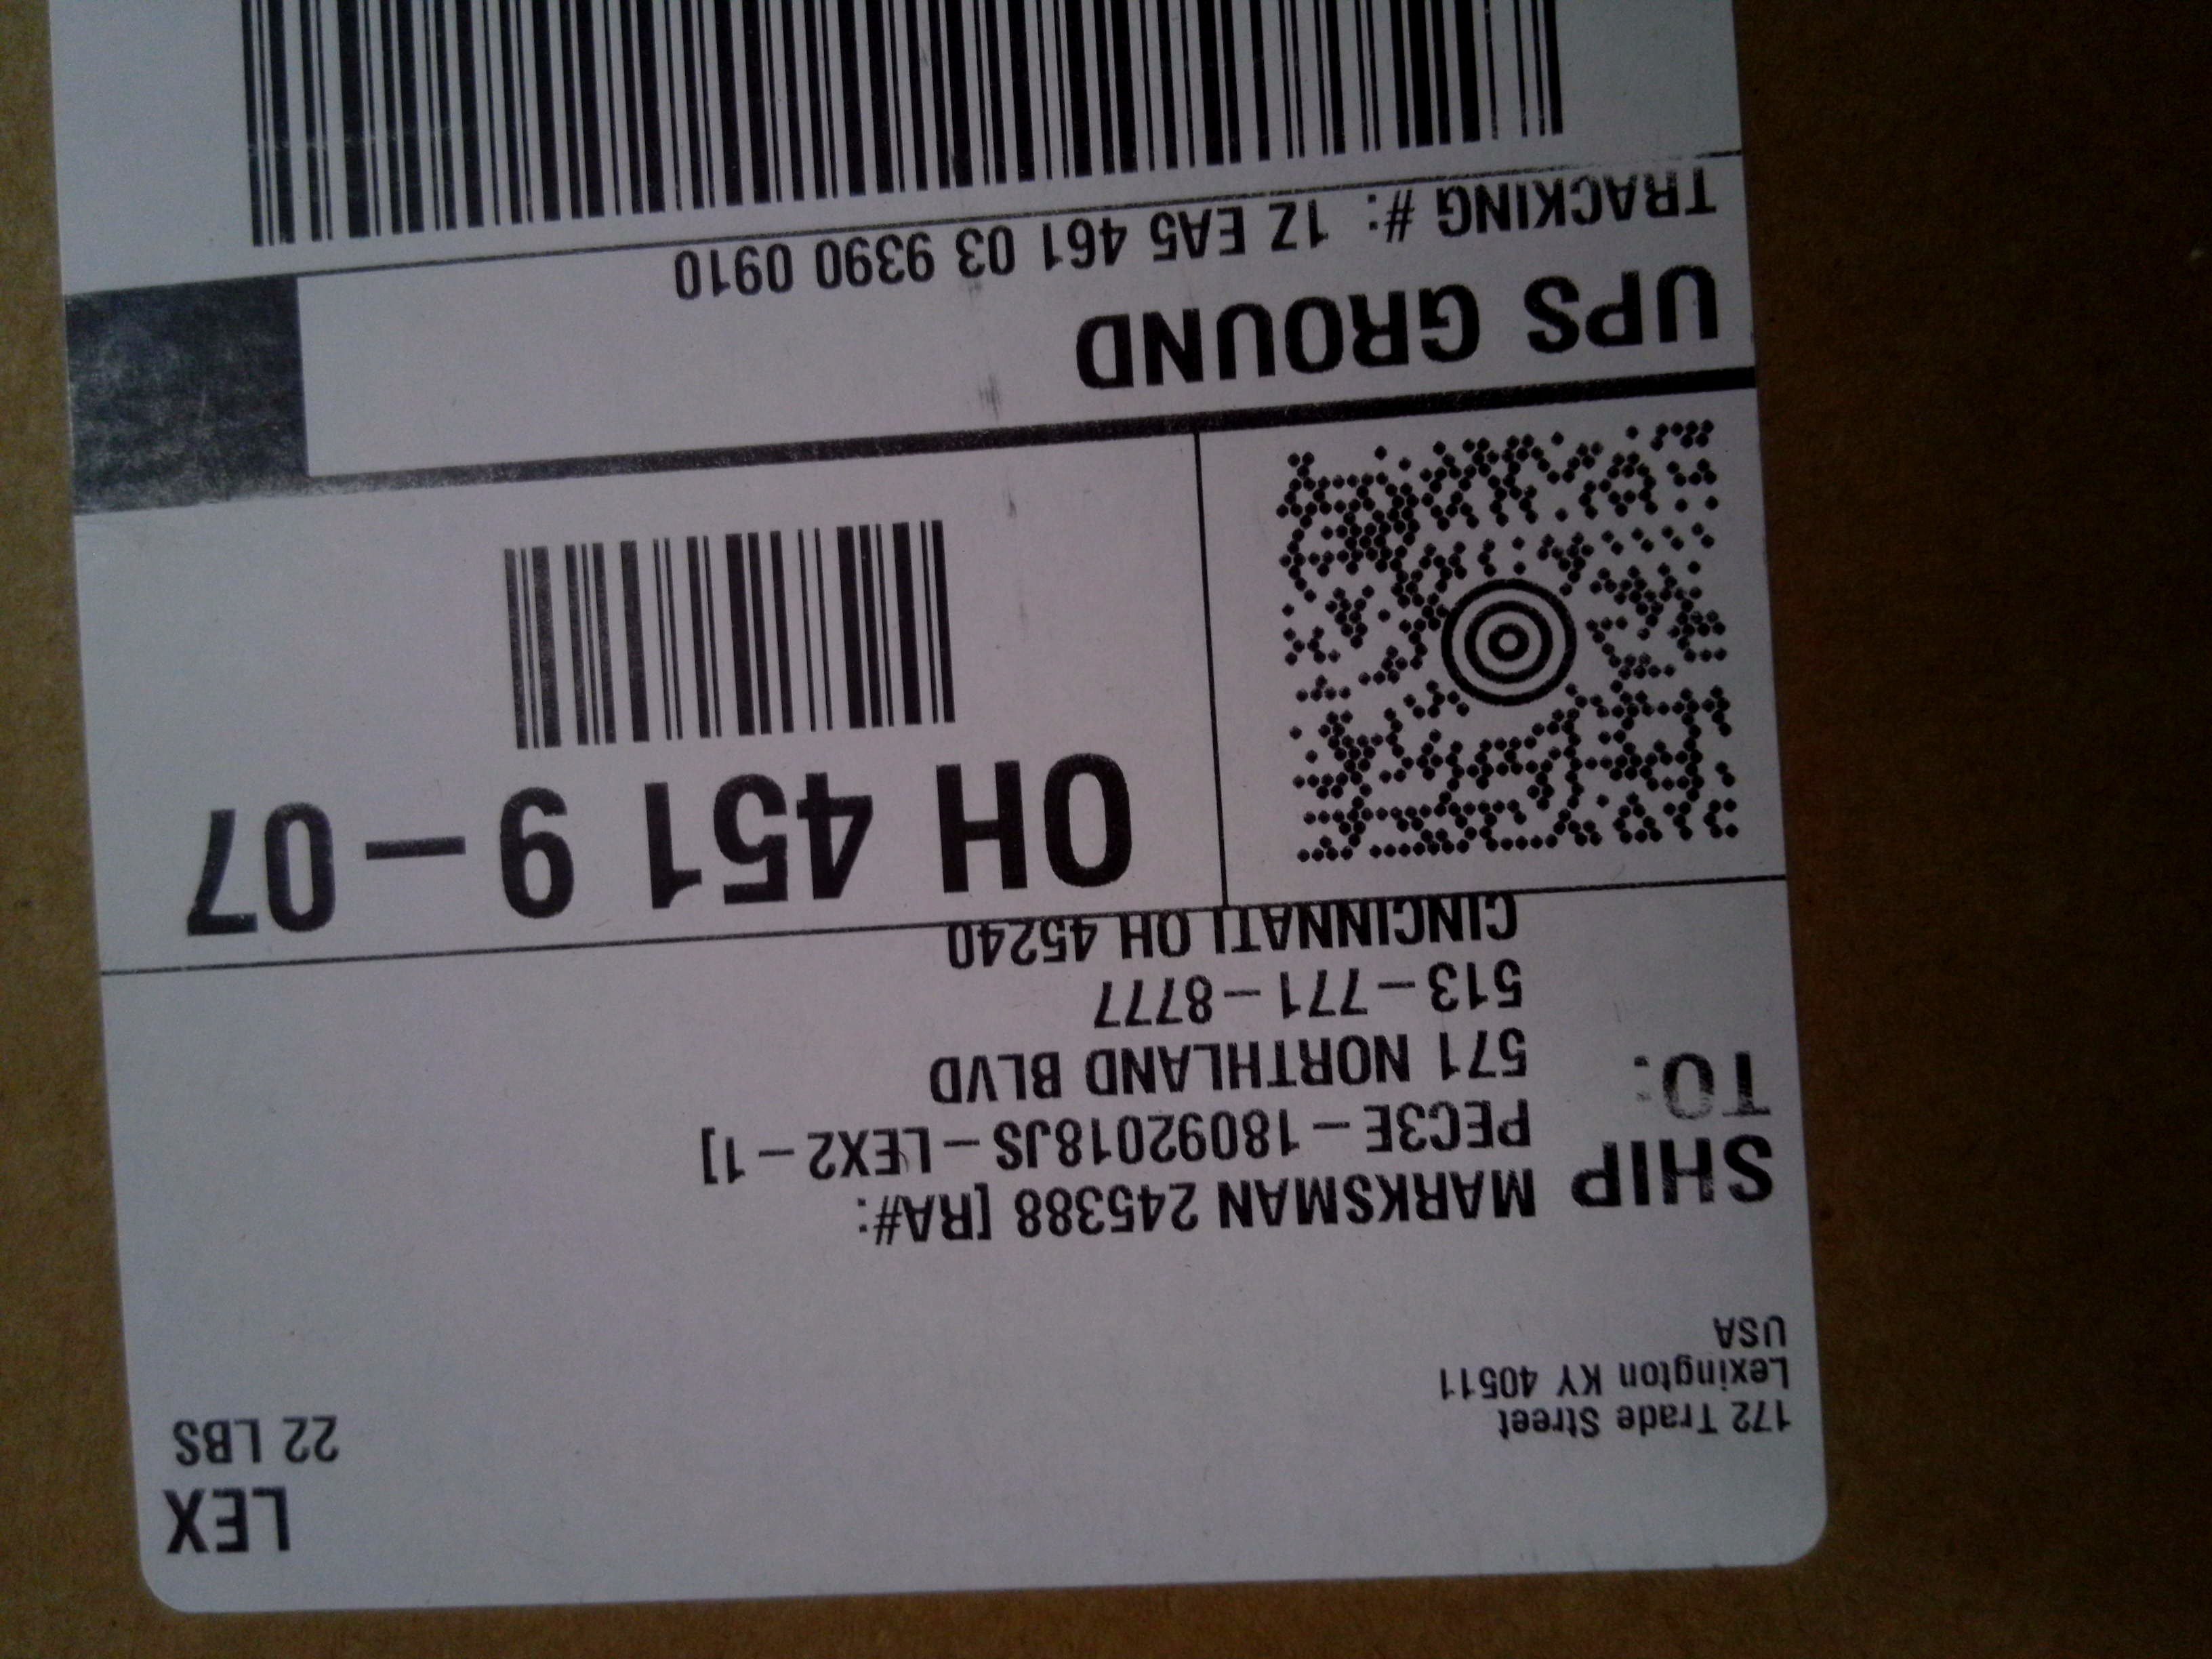 172 Trade Street
Lexington KY 40511
USA
LEX
22 LBS
SHIP
TO:
MARKSMAN 245388 [RA#:
PEC3E-18092018JS-LEX2-1]
571 NORTHLAND BLVD
513-771-8777
CINCINNATI OH 45240
OH 451 9-07
UPS GROUND
TRACKING #: 1Z EA5 461 03 9390 0910